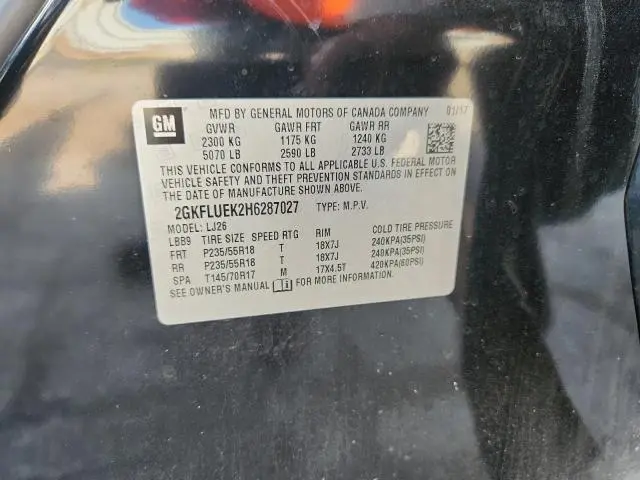 MFD BY GENERAL MOTORS OF CANADA COMPANY 01/17
GM
GVWR GAWR FRT GAWR RR
2300 KG 1175 KG 1240 KG
5070 LB 2590 LB 2733 LB
THIS VEHICLE CONFORMS TO ALL APPLICABLE U.S. FEDERAL MOTOR
VEHICLE SAFETY AND THEFT PREVENTION STANDARDS IN EFFECT ON
THE DATE OF MANUFACTURE SHOWN ABOVE.
2GKFLUEK2H6287027 TYPE: M.P.V.
MODEL: LJ26
LBB9 TIRE SIZE SPEED RTG RIM COLD TIRE PRESSURE
FRT P235/55R18 T 18X7J 240KPA(35PSI)
RR P235/55R18 T 18X7J 240KPA(35PSI)
SPA T145/70R17 M 17X4.5T 420KPA(60PSI)
SEE OWNER'S MANUAL FOR MORE INFORMATION.